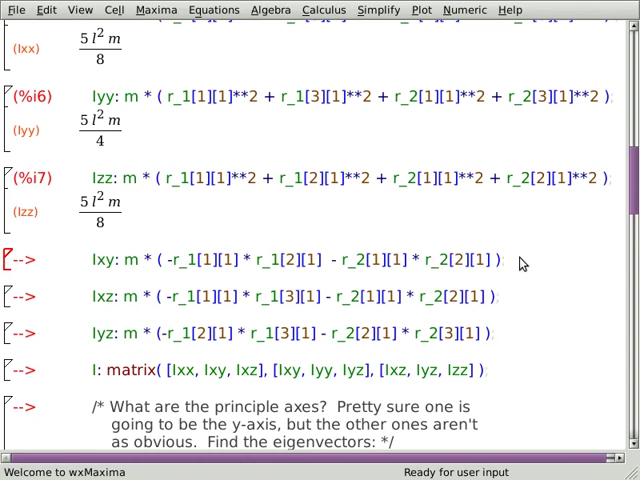 File Edit View Cell Maxima Equations Algebra Calculus Simplify Plot Numeric Help
(Ixx) 5 l^2 m / 8
(%i6) Iyy: m * ( r_1[1][1]**2 + r_1[3][1]**2 + r_2[1][1]**2 + r_2[3][1]**2 );
(Iyy) 5 l^2 m / 4
(%i7) Izz: m * ( r_1[1][1]**2 + r_1[2][1]**2 + r_2[1][1]**2 + r_2[2][1]**2 );
(Izz) 5 l^2 m / 8
--> Ixy: m * ( -r_1[1][1] * r_1[2][1] - r_2[1][1] * r_2[2][1] );
--> Ixz: m * ( -r_1[1][1] * r_1[3][1] - r_2[1][1] * r_2[2][1] );
--> Iyz: m * (-r_1[2][1] * r_1[3][1] - r_2[2][1] * r_2[3][1] );
--> I: matrix( [Ixx, Ixy, Ixz], [Ixy, Iyy, Iyz], [Ixz, Iyz, Izz] );
--> /* What are the principle axes? Pretty sure one is
going to be the y-axis, but the other ones aren't
as obvious. Find the eigenvectors: */
Welcome to wxMaxima Ready for user input